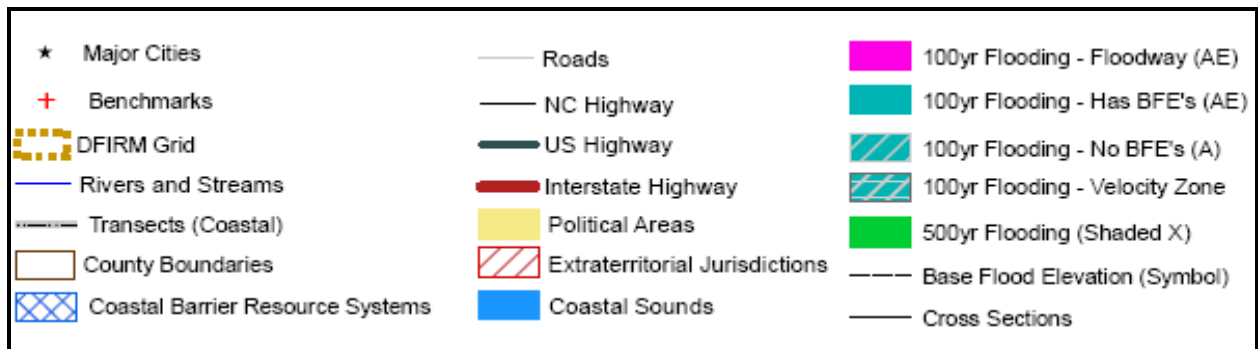 Major Cities
Benchmarks
DFIRM Grid
Rivers and Streams
Transects (Coastal)
County Boundaries
Coastal Barrier Resource Systems
Roads
NC Highway
US Highway
Interstate Highway
Political Areas
Extraterritorial Jurisdictions
Coastal Sounds
100yr Flooding - Floodway (AE)
100yr Flooding - Has BFE's (AE)
100yr Flooding - No BFE's (A)
100yr Flooding - Velocity Zone
500yr Flooding (Shaded X)
Base Flood Elevation (Symbol)
Cross Sections